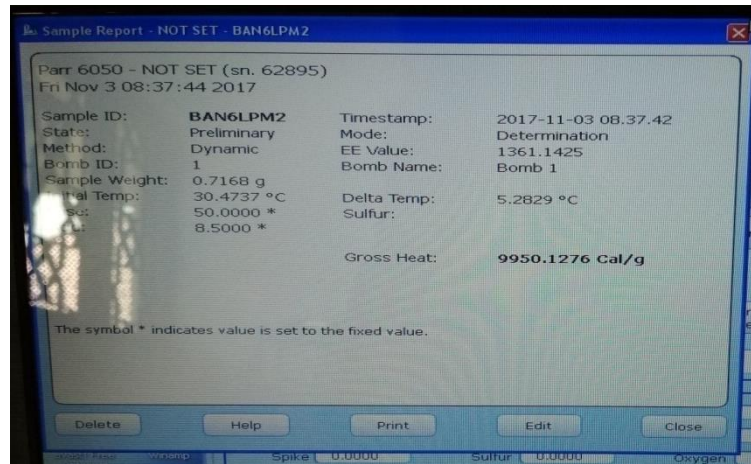 Sample Report - NOT SET - BAN6LPM2
Parr 6050 - NOT SET (sn. 62895)
Fri Nov 3 08:37:44 2017
Sample ID: BAN6LPM2 Timestamp: 2017-11-03 08.37.42
State: Preliminary Mode: Determination
Method: Dynamic EE Value: 1361.1425
Bomb ID: 1 Bomb Name: Bomb 1
Sample Weight: 0.7168 g
Initial Temp: 30.4737 °C Delta Temp: 5.2829 °C
50.0000 * Sulfur:
8.5000 *
Gross Heat: 9950.1276 Cal/g
The symbol * indicates value is set to the fixed value.
Delete Help Print Edit Close
Spike 0.0000 Sulfur 0.0000 Oxygen